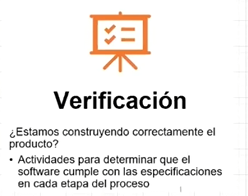 Verificación
¿Estamos construyendo correctamente el
producto?
• Actividades para determinar que el
software cumple con las especificaciones
en cada etapa del proceso